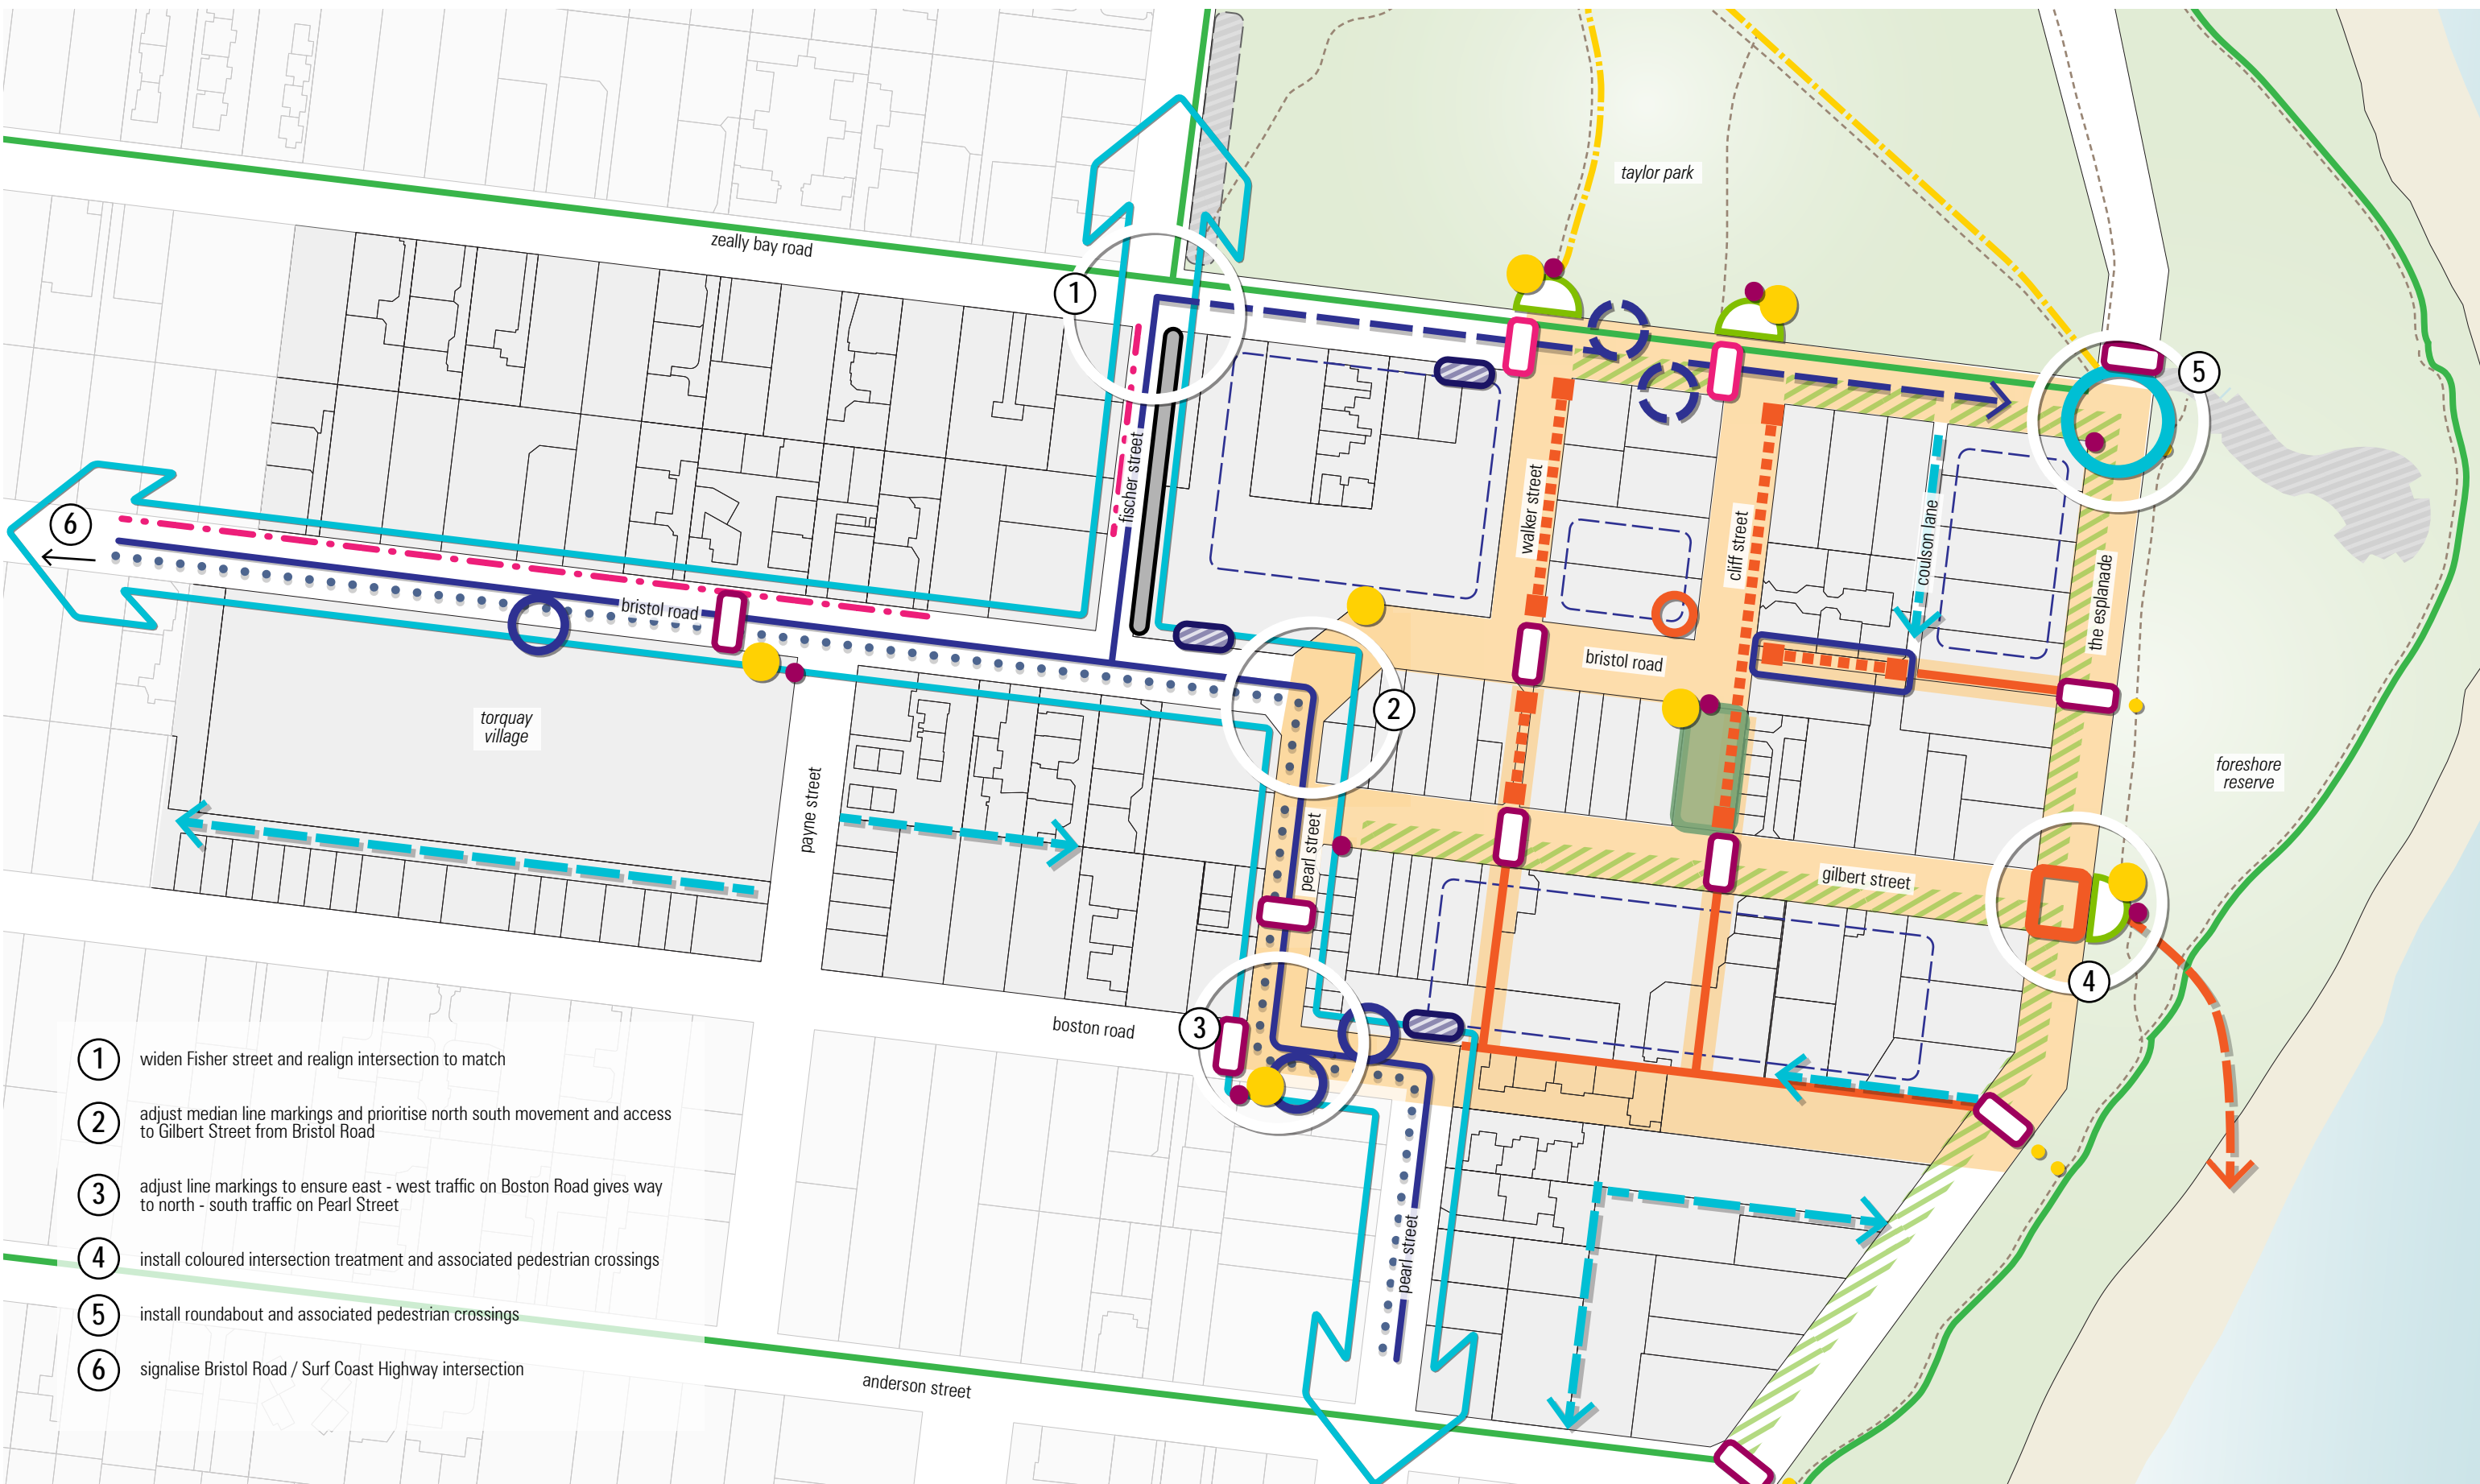 taylor park
zeally bay road
1
5
fischer street
walker street
cliff street
coulson lane
the esplanade
6
bristol road
bristol road
2
torquay
village
payne street
pearl street
gilbert street
foreshore
reserve
4
3
boston road
pearl street
anderson street
1 widen Fisher street and realign intersection to match
2 adjust median line markings and prioritise north south movement and access
to Gilbert Street from Bristol Road
3 adjust line markings to ensure east - west traffic on Boston Road gives way
to north - south traffic on Pearl Street
4 install coloured intersection treatment and associated pedestrian crossings
5 install roundabout and associated pedestrian crossings
6 signalise Bristol Road / Surf Coast Highway intersection